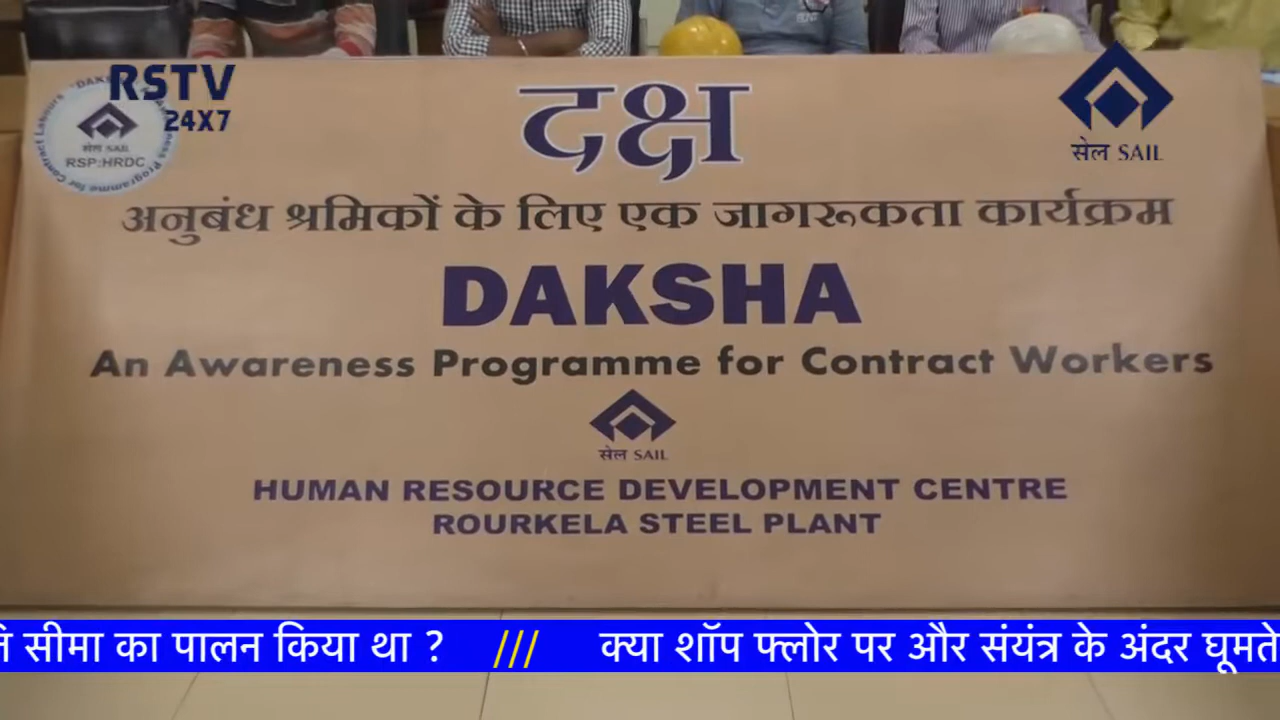 RSTV
24X7
सेल SAIL
RSP:HRDC
सेल SAIL
दक्ष
अनुबंध श्रमिकों के लिए एक जागरूकता कार्यक्रम
DAKSHA
An Awareness Programme for Contract Workers
सेल SAIL
HUMAN RESOURCE DEVELOPMENT CENTRE
ROURKELA STEEL PLANT
सीमा का पालन किया था ? /// क्या शॉप फ्लोर पर और संयंत्र के अंदर घूमते